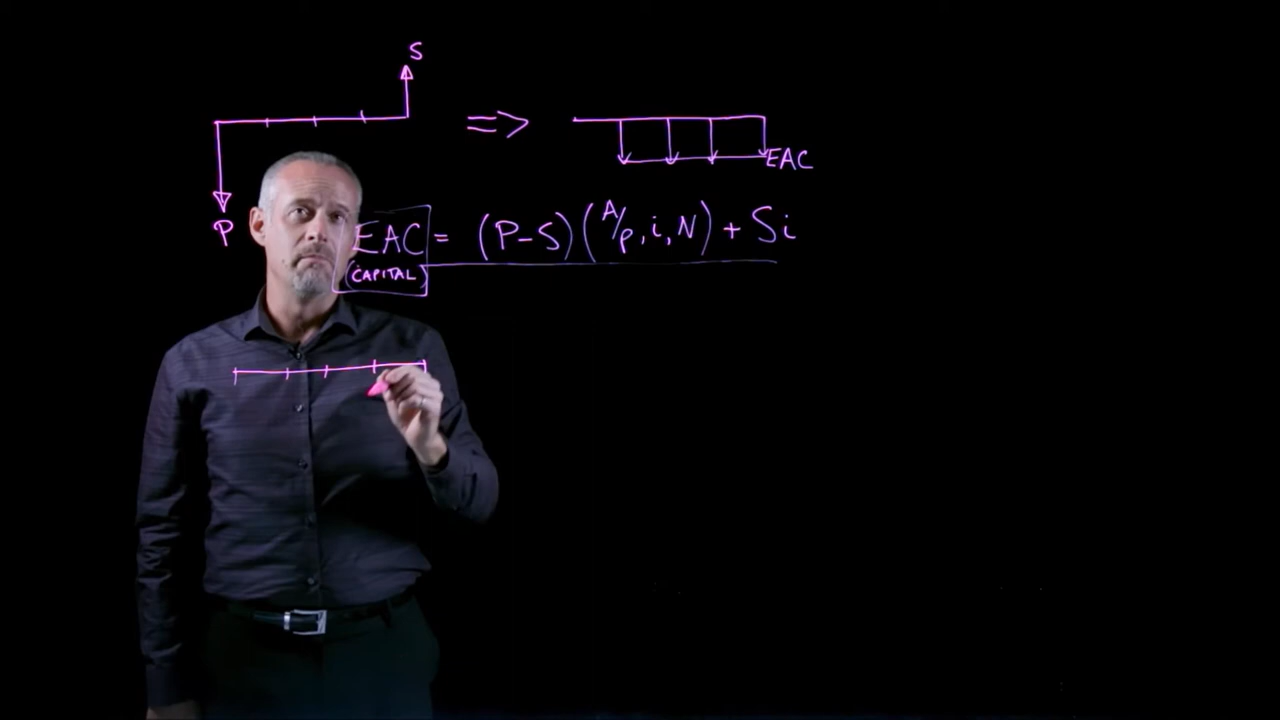 S
=> EAC
P
EAC = (P-S)(A/P, i, N) + Si
(CAPITAL)